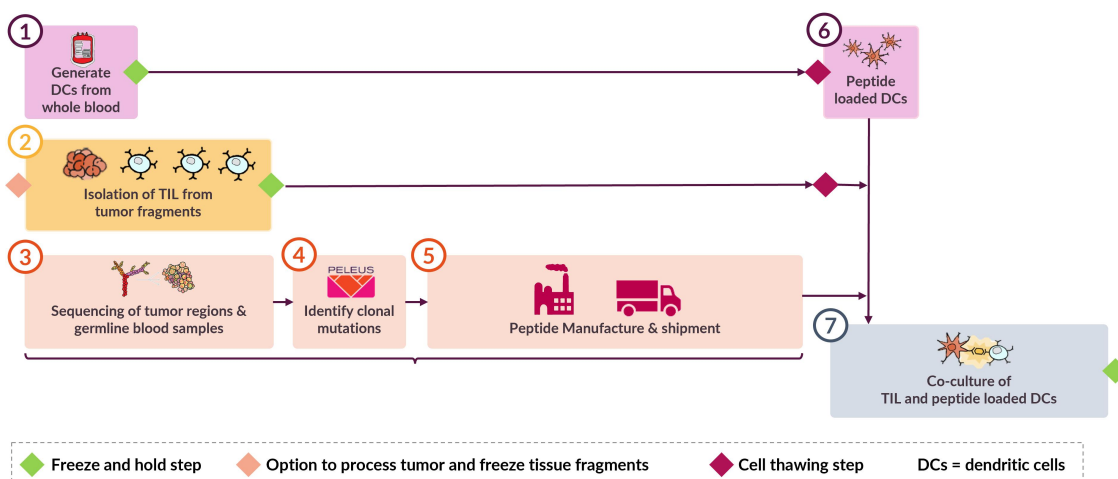 1
Generate
DCs from
whole blood
6
Peptide
loaded DCs
2
Isolation of TIL from
tumor fragments
3
Sequencing of tumor regions &
germline blood samples
4
PELEUS
Identify clonal
mutations
5
Peptide Manufacture & shipment
7
Co-culture of
TIL and peptide loaded DCs
Freeze and hold step
Option to process tumor and freeze tissue fragments
Cell thawing step
DCs = dendritic cells